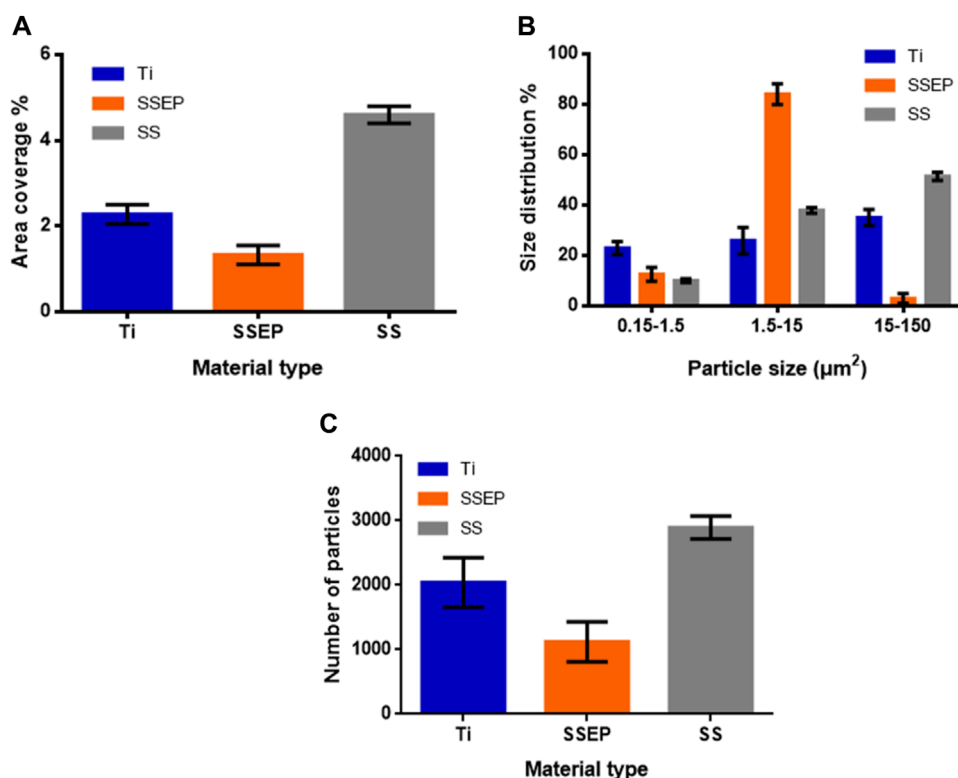 A
6
4
2
0
Area coverage %
Ti
SSEP
SS
Ti SSEP SS
Material type
B
100
80
60
40
20
0
Size distribution %
Ti
SSEP
SS
0.15-1.5 1.5-15 15-150
Particle size (µm²)
C
4000
3000
2000
1000
0
Number of particles
Ti
SSEP
SS
Ti SSEP SS
Material type